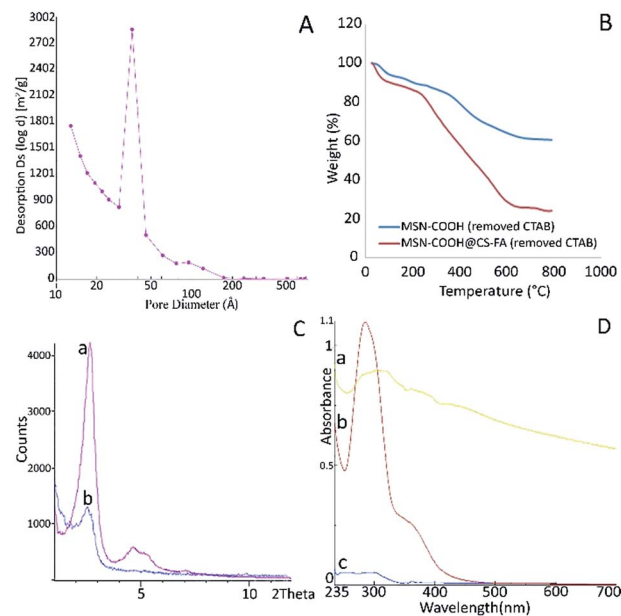 A
Desorption Ds (log d) [m²/g]
3002
2702
2402
2102
1801
1501
1201
900
600
300
0
10
20
50
100
200
500
Pore Diameter (Å)
B
Weight (%)
120
100
80
60
40
20
0
MSN-COOH (removed CTAB)
MSN-COOH@CS-FA (removed CTAB)
0 200 400 600 800 1000
Temperature (°C)
C
Counts
4000
3000
2000
1000
a
b
5
10
2Theta
D
Absorbance
1.1
1
0.5
0
a
b
c
235
300
400
500
600
700
Wavelength(nm)